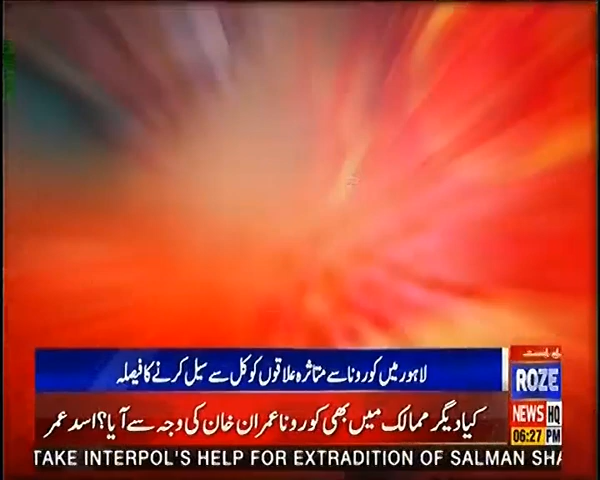 لاہور میں کورونا سے متاثرہ علاقوں کو کل سے سیل کرنے کا فیصلہ
کیا دیگر ممالک میں بھی کورونا عمران خان کی وجہ سے آیا؟ اسد عمر
ROZE
NEWS HQ
06:27 PM
TAKE INTERPOL'S HELP FOR EXTRADITION OF SALMAN SHA